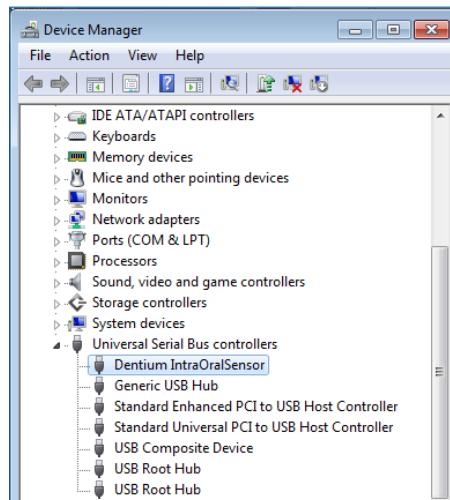 Device Manager
File Action View Help
IDE ATA/ATAPI controllers
Keyboards
Memory devices
Mice and other pointing devices
Monitors
Network adapters
Ports (COM & LPT)
Processors
Sound, video and game controllers
Storage controllers
System devices
Universal Serial Bus controllers
Dentium IntraOralSensor
Generic USB Hub
Standard Enhanced PCI to USB Host Controller
Standard Universal PCI to USB Host Controller
USB Composite Device
USB Root Hub
USB Root Hub